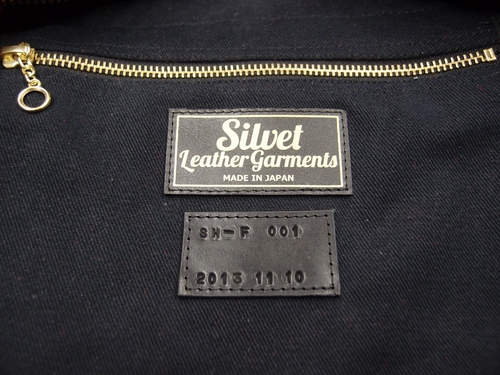 Silvet
Leather Garments
MADE IN JAPAN
SH-F 001
2013 11 10